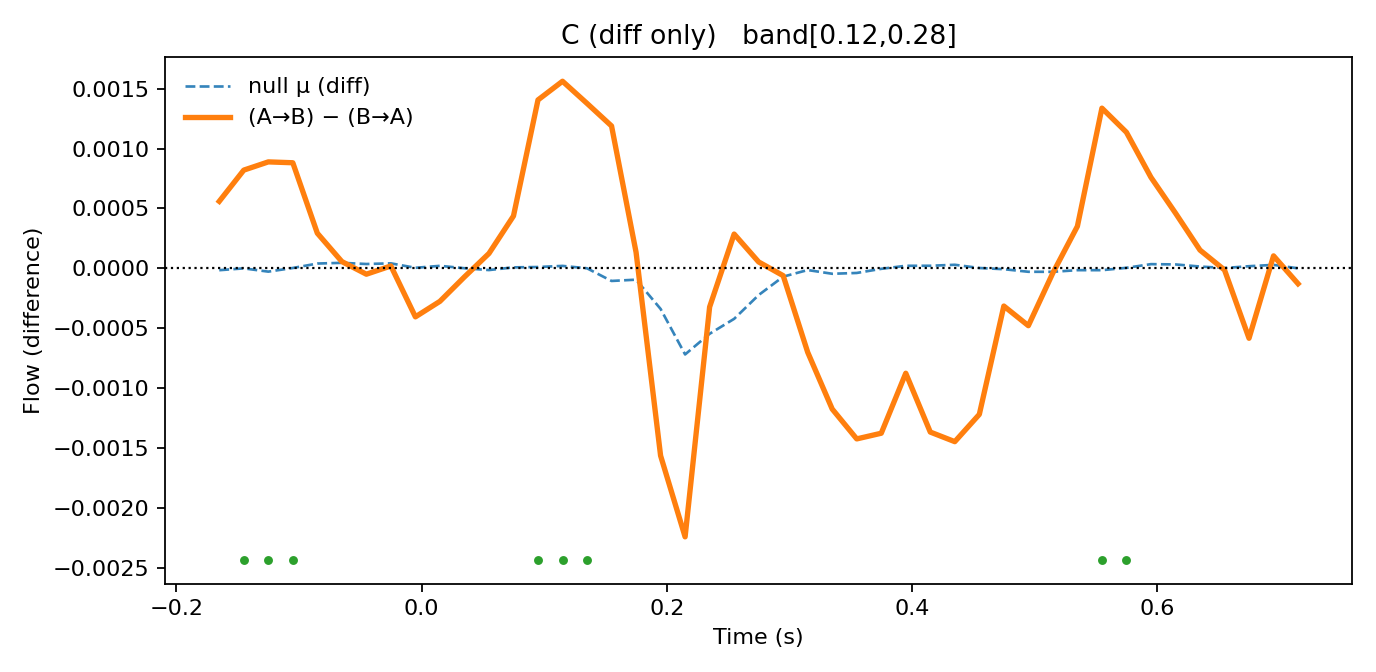 C (diff only)   band[0.12,0.28]
null μ (diff)
(A→B) − (B→A)
0.0015
0.0010
0.0005
0.0000
−0.0005
−0.0010
−0.0015
−0.0020
−0.0025
Flow (difference)
−0.2
0.0
0.2
0.4
0.6
Time (s)